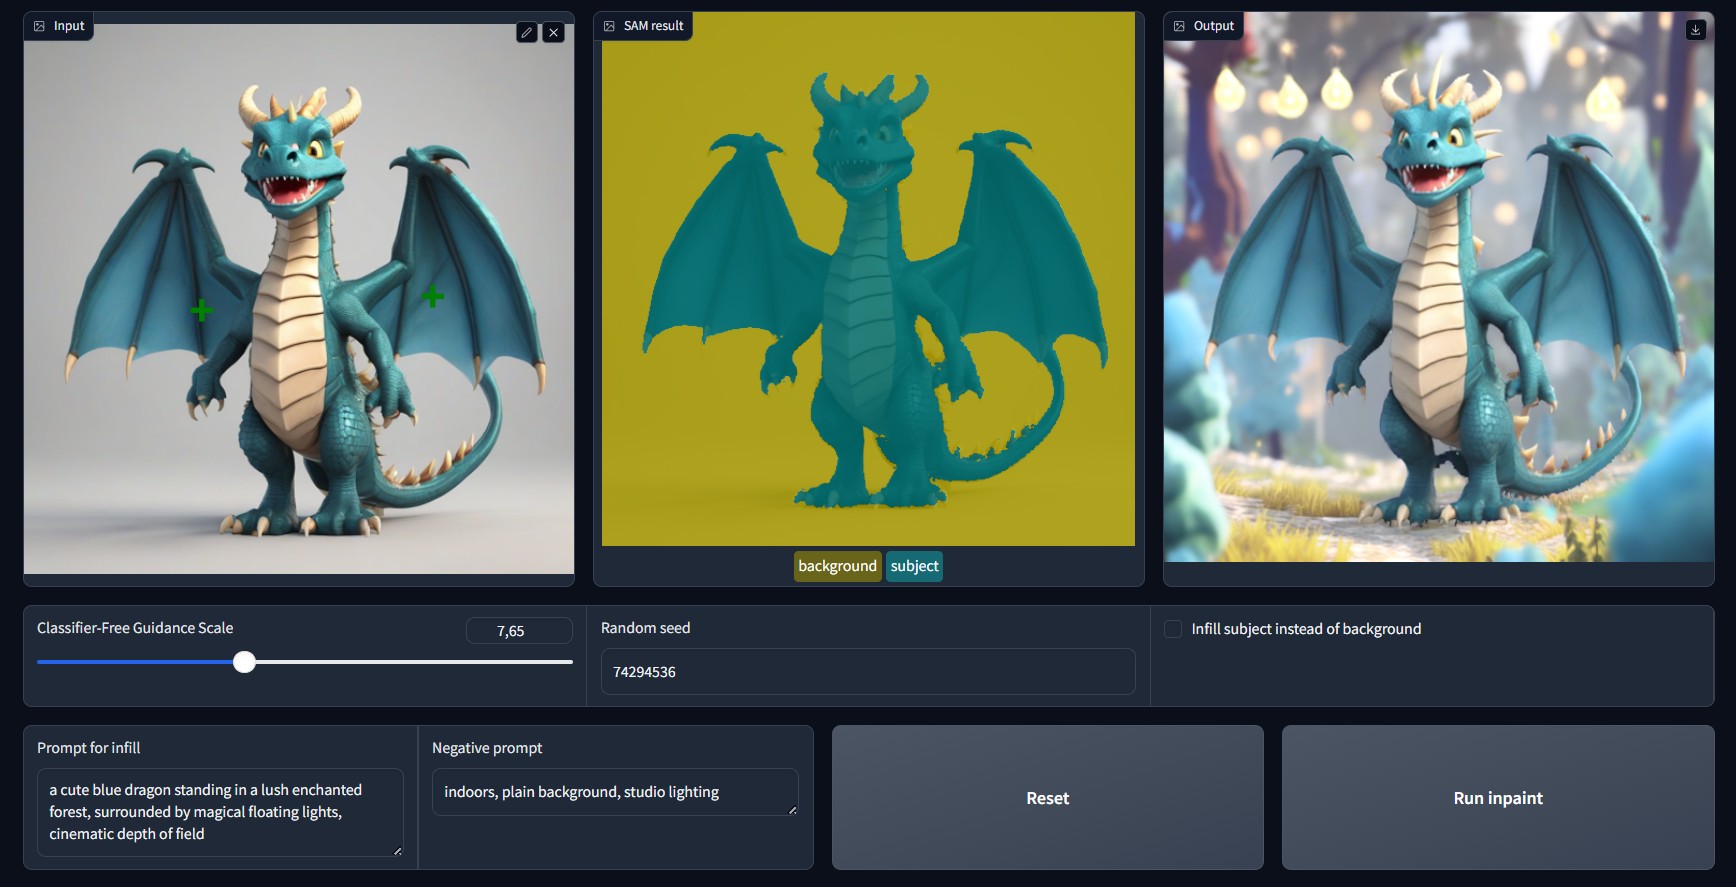 Input
SAM result
Output
background
subject
Classifier-Free Guidance Scale
7,65
Random seed
74294536
Infill subject instead of background
Prompt for infill
a cute blue dragon standing in a lush enchanted
forest, surrounded by magical floating lights,
cinematic depth of field
Negative prompt
indoors, plain background, studio lighting
Reset
Run inpaint